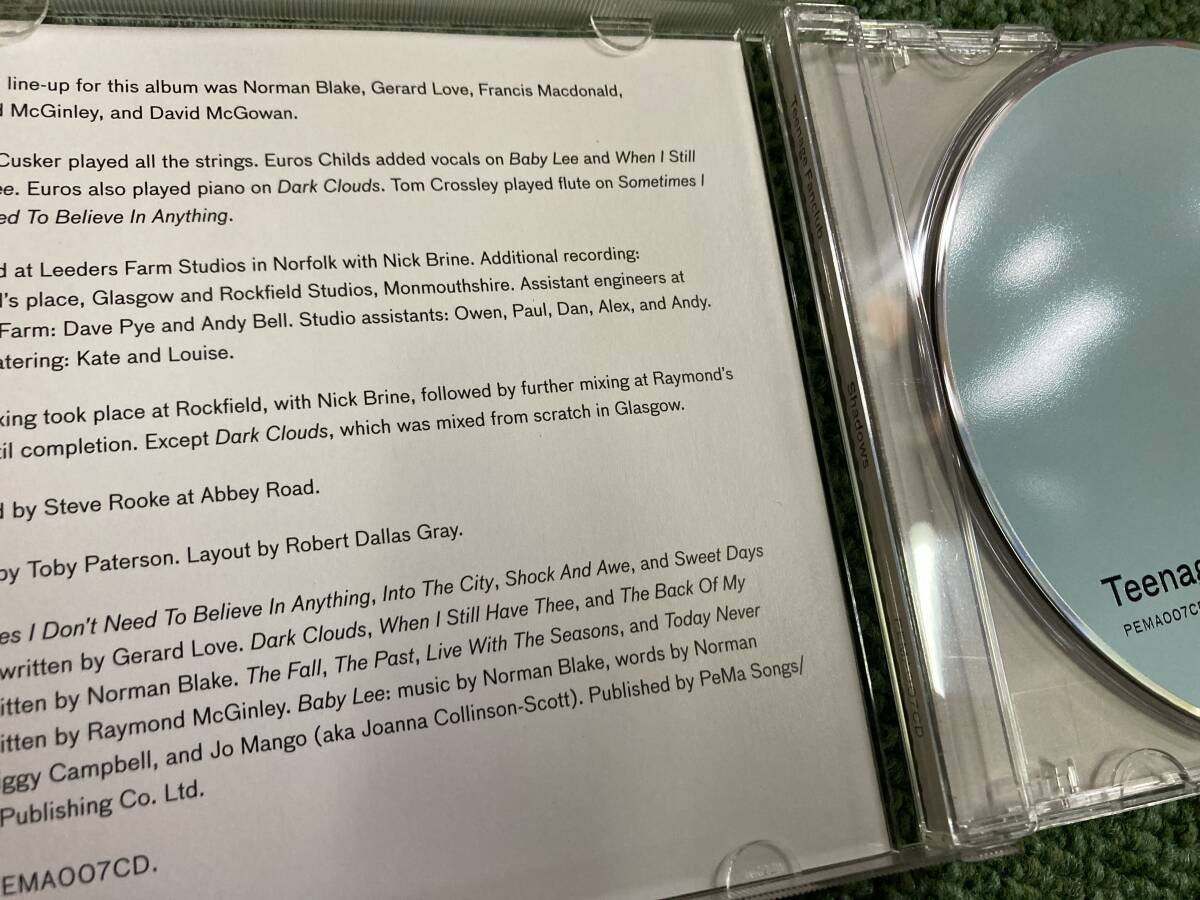 line-up for this album was Norman Blake, Gerard Love, Francis Macdonald,
McGinley, and David McGowan.
Cusker played all the strings. Euros Childs added vocals on Baby Lee and When I Still
ee. Euros also played piano on Dark Clouds. Tom Crossley played flute on Sometimes I
ed To Believe In Anything.
d at Leeders Farm Studios in Norfolk with Nick Brine. Additional recording:
l's place, Glasgow and Rockfield Studios, Monmouthshire. Assistant engineers at
Farm: Dave Pye and Andy Bell. Studio assistants: Owen, Paul, Dan, Alex, and Andy.
atering: Kate and Louise.
king took place at Rockfield, with Nick Brine, followed by further mixing at Raymond's
til completion. Except Dark Clouds, which was mixed from scratch in Glasgow.
d by Steve Rooke at Abbey Road.
by Toby Paterson. Layout by Robert Dallas Gray.
es I Don't Need To Believe In Anything, Into The City, Shock And Awe, and Sweet Days
written by Gerard Love. Dark Clouds, When I Still Have Thee, and The Back Of My
itten by Norman Blake. The Fall, The Past, Live With The Seasons, and Today Never
itten by Raymond McGinley. Baby Lee: music by Norman Blake, words by Norman
ggy Campbell, and Jo Mango (aka Joanna Collinson-Scott). Published by PeMa Songs/
Publishing Co. Ltd.
EMA007CD.
Teenage Fanclub
Shadows
Teenag
PEMA007C